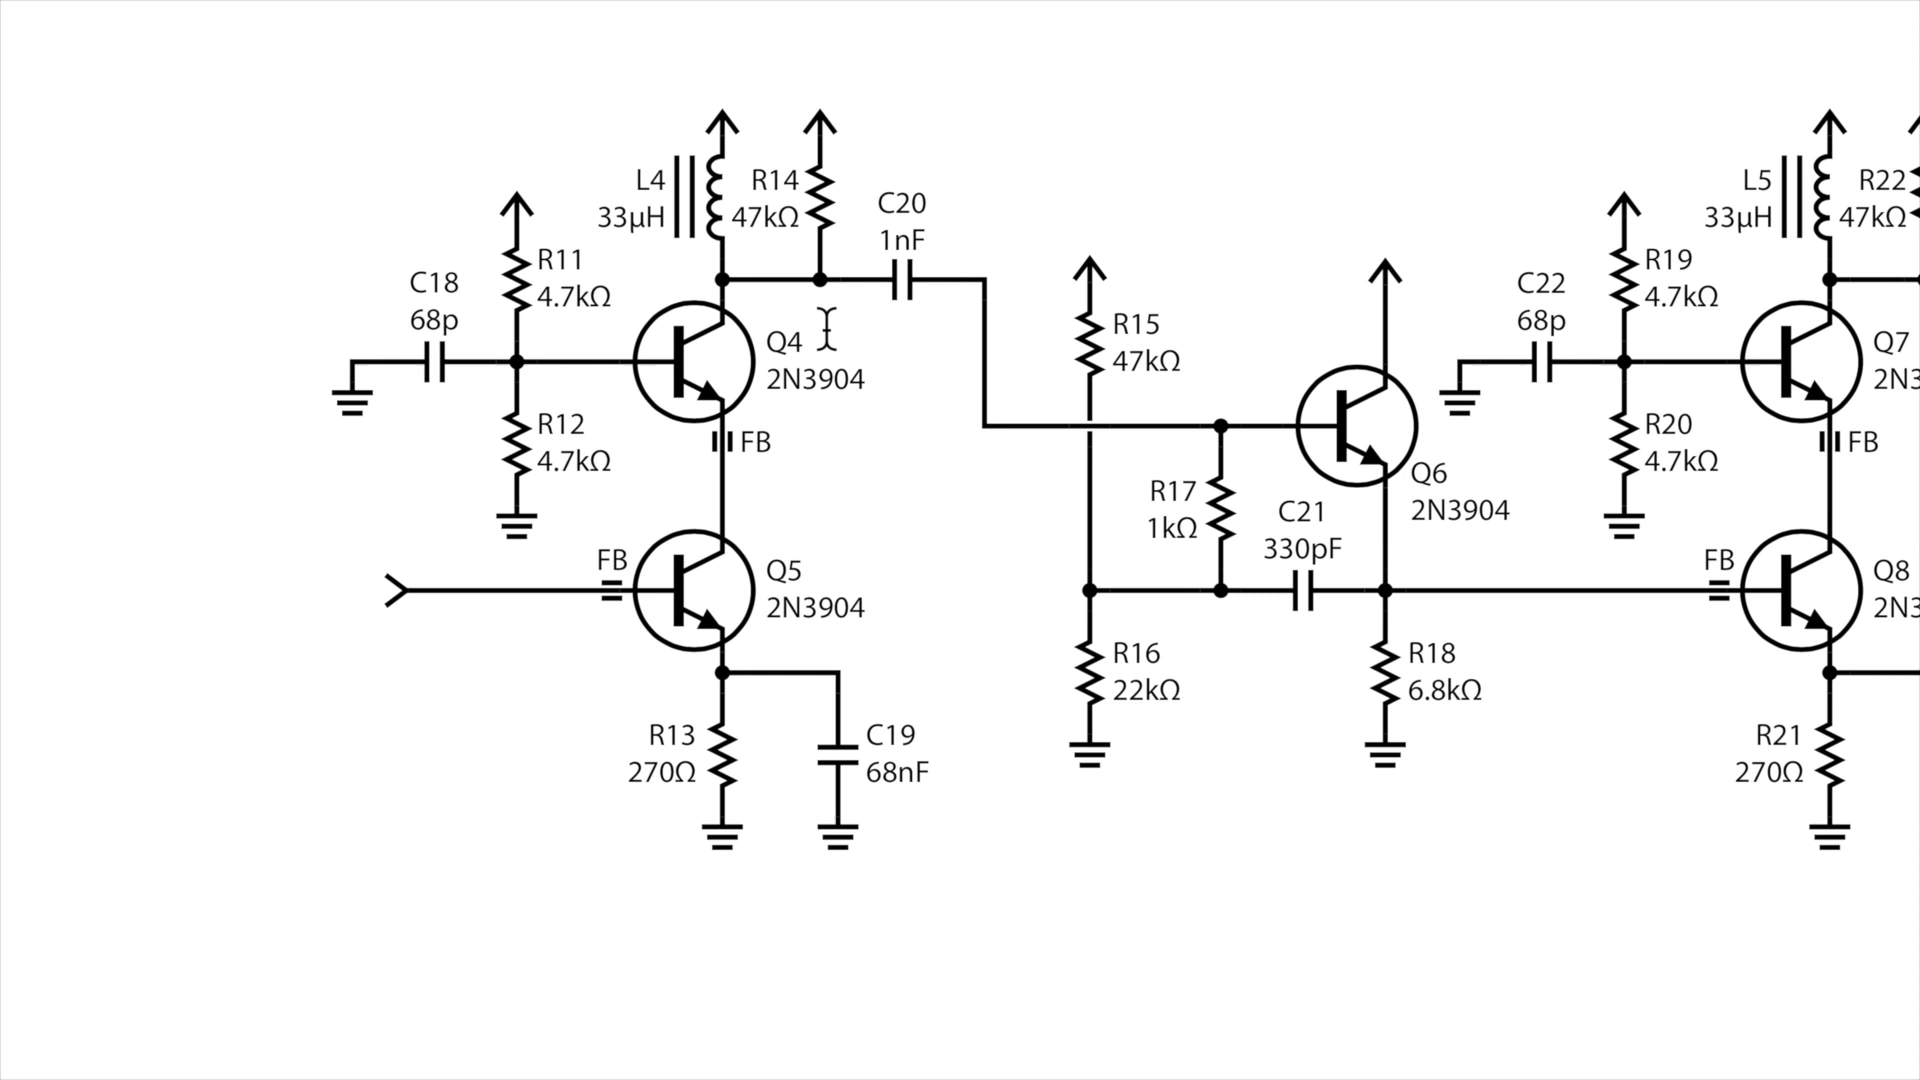 L4
33µH
R14
47kΩ
C20
1nF
R11
4.7kΩ
C18
68p
Q4
2N3904
R12
4.7kΩ
FB
FB
Q5
2N3904
R13
270Ω
C19
68nF
R15
47kΩ
R17
1kΩ
C21
330pF
Q6
2N3904
R16
22kΩ
R18
6.8kΩ
L5
33µH
R22
47kΩ
R19
4.7kΩ
C22
68p
Q7
2N3
R20
4.7kΩ
FB
FB
Q8
2N3
R21
270Ω